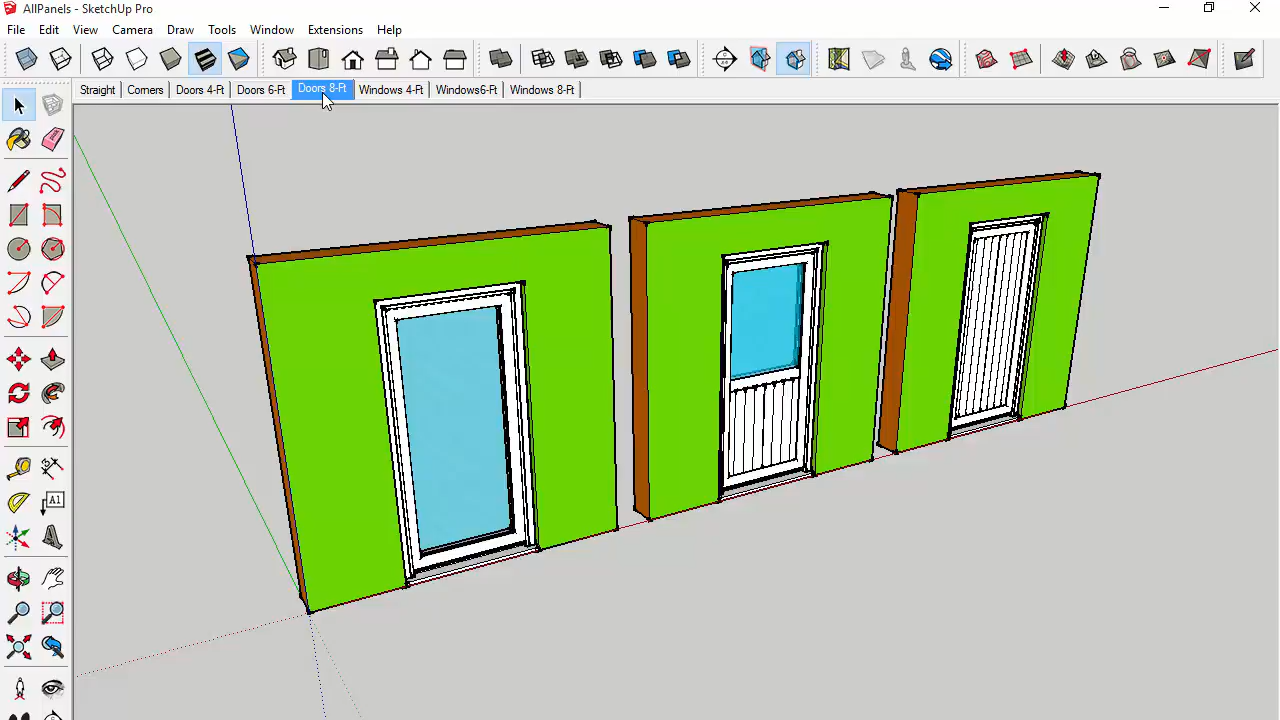 AllPanels - SketchUp Pro
File Edit View Camera Draw Tools Window Extensions Help
Straight Corners Doors 4-Ft Doors 6-Ft Doors 8-Ft Windows 4-Ft Windows6-Ft Windows 8-Ft
A1